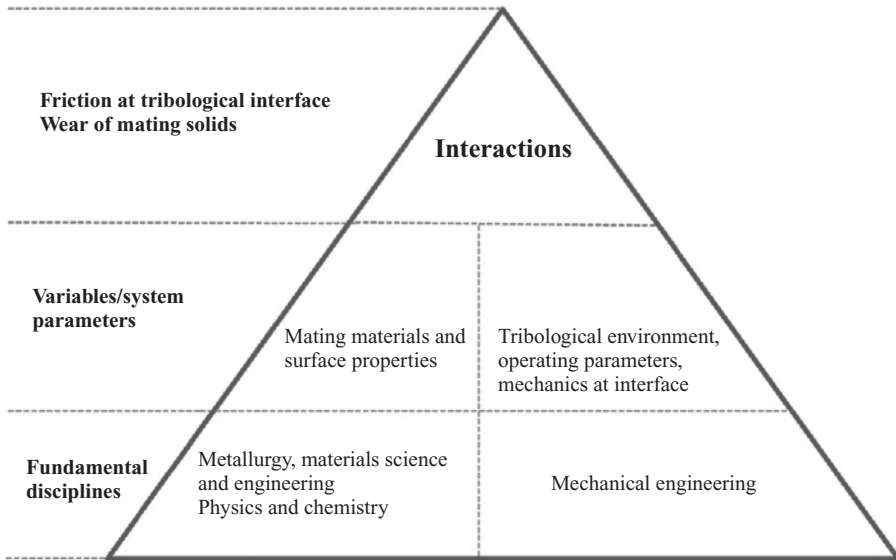 Friction at tribological interface
Wear of mating solids
Interactions
Variables/system
parameters
Mating materials and
surface properties
Tribological environment,
operating parameters,
mechanics at interface
Fundamental
disciplines
Metallurgy, materials science
and engineering
Physics and chemistry
Mechanical engineering